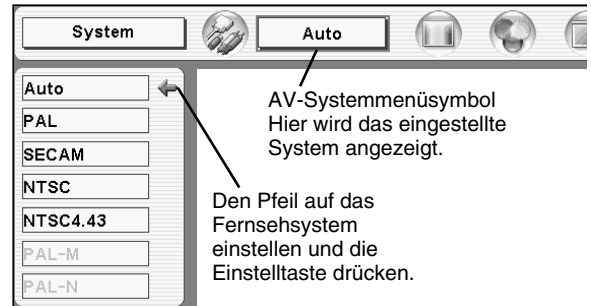 System
Auto
Auto
PAL
SECAM
NTSC
NTSC4.43
PAL-M
PAL-N
AV-Systemmenüsymbol
Hier wird das eingestellte
System angezeigt.
Den Pfeil auf das
Fernsehsystem
einstellen und die
Einstelltaste drücken.